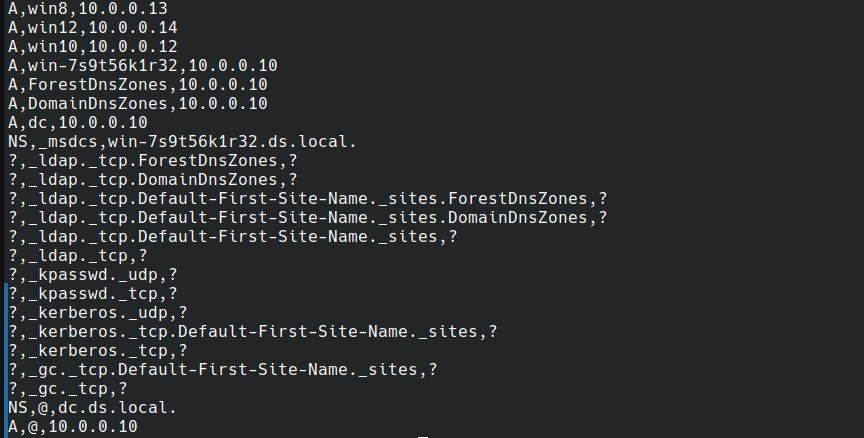 A,win8,10.0.0.13
A,win12,10.0.0.14
A,win10,10.0.0.12
A,win-7s9t56k1r32,10.0.0.10
A,ForestDnsZones,10.0.0.10
A,DomainDnsZones,10.0.0.10
A,dc,10.0.0.10
NS,_msdcs,win-7s9t56k1r32.ds.local.
?,_ldap._tcp.ForestDnsZones,?
?,_ldap._tcp.DomainDnsZones,?
?,_ldap._tcp.Default-First-Site-Name._sites.ForestDnsZones,?
?,_ldap._tcp.Default-First-Site-Name._sites.DomainDnsZones,?
?,_ldap._tcp.Default-First-Site-Name._sites,?
?,_ldap._tcp,?
?,_kpasswd._udp,?
?,_kpasswd._tcp,?
?,_kerberos._udp,?
?,_kerberos._tcp.Default-First-Site-Name._sites,?
?,_kerberos._tcp,?
?,_gc._tcp.Default-First-Site-Name._sites,?
?,_gc._tcp,?
NS,@,dc.ds.local.
A,@,10.0.0.10